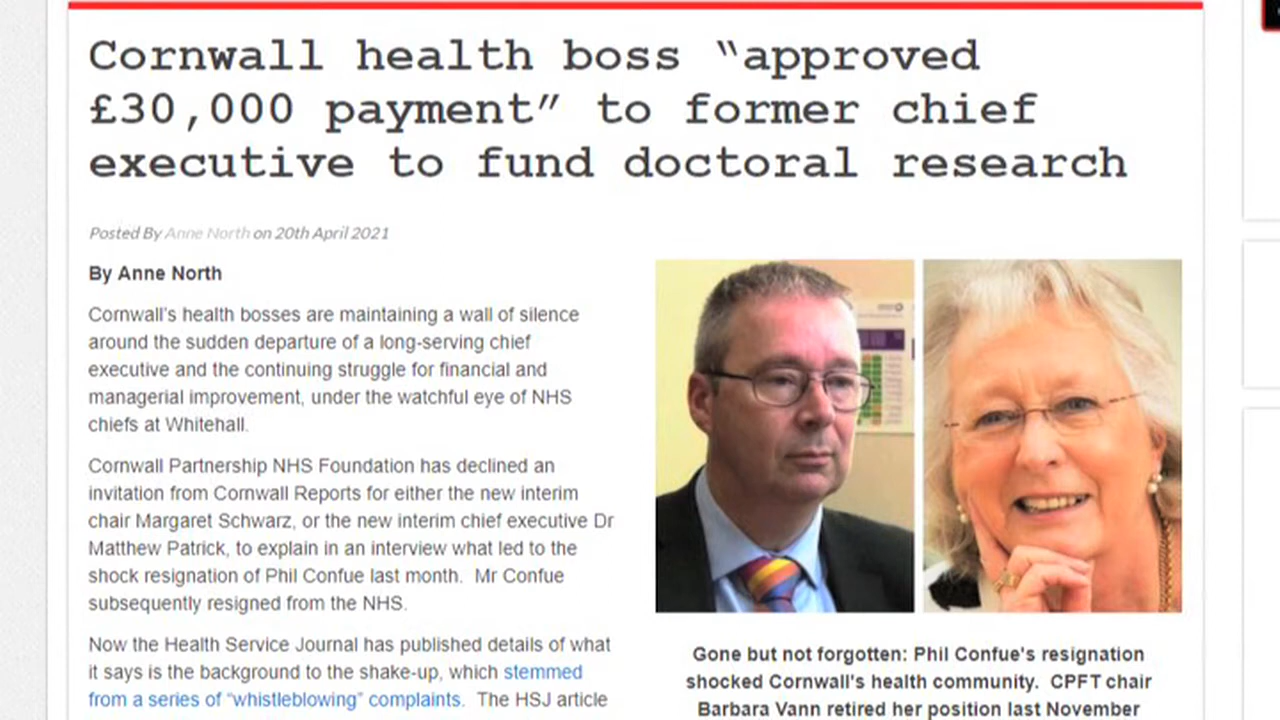 Cornwall health boss “approved
£30,000 payment” to former chief
executive to fund doctoral research
Posted By Anne North on 20th April 2021
By Anne North
Cornwall's health bosses are maintaining a wall of silence
around the sudden departure of a long-serving chief
executive and the continuing struggle for financial and
managerial improvement, under the watchful eye of NHS
chiefs at Whitehall.
Cornwall Partnership NHS Foundation has declined an
invitation from Cornwall Reports for either the new interim
chair Margaret Schwarz, or the new interim chief executive Dr
Matthew Patrick, to explain in an interview what led to the
shock resignation of Phil Confue last month.  Mr Confue
subsequently resigned from the NHS.
Now the Health Service Journal has published details of what
it says is the background to the shake-up, which stemmed
from a series of “whistleblowing” complaints.  The HSJ article
Gone but not forgotten: Phil Confue's resignation
shocked Cornwall's health community.  CPFT chair
Barbara Vann retired her position last November